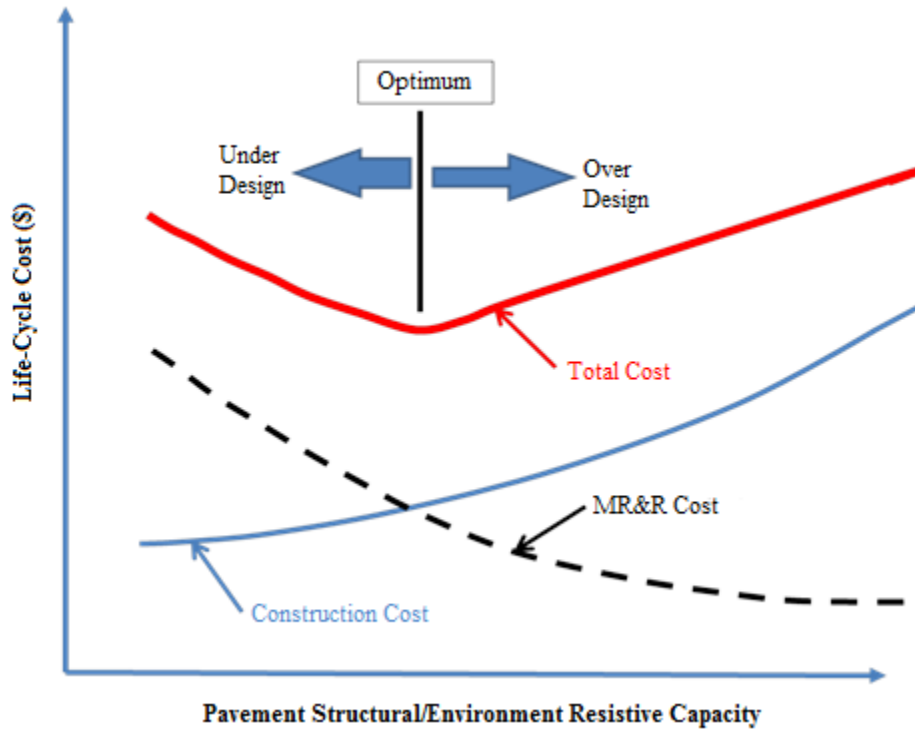 Optimum
Under
Design
Over
Design
Life-Cycle Cost ($)
Total Cost
MR&R Cost
Construction Cost
Pavement Structural/Environment Resistive Capacity